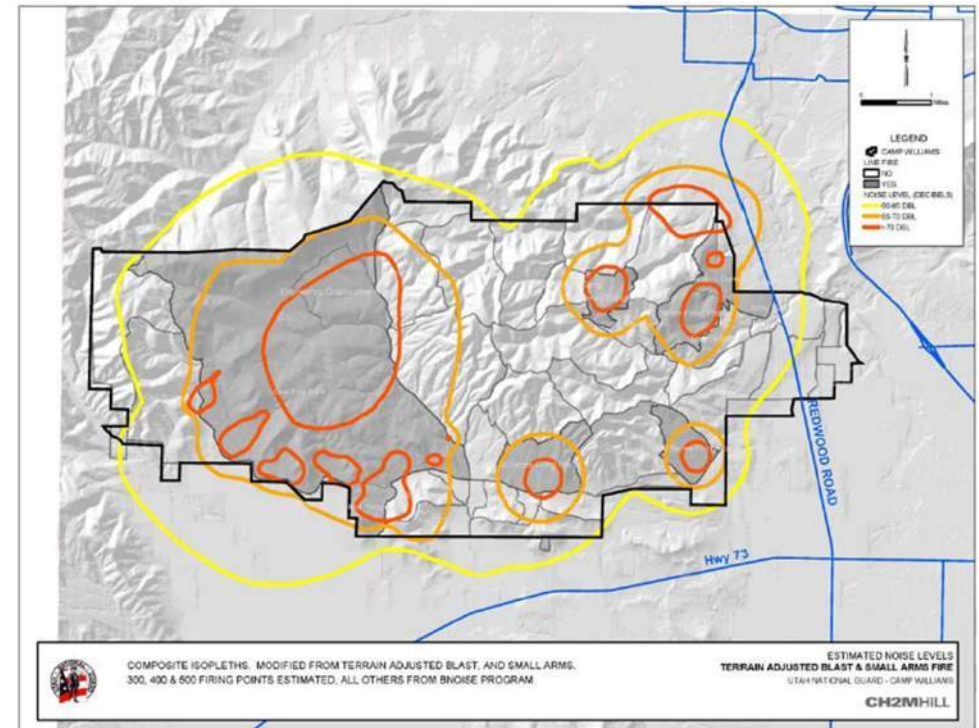 Miles
LEGEND
CAMP WILLIAMS
LIVE FIRE
NO
YES
NOISE LEVEL (DECIBELS)
60-65 DBL
65-70 DBL
>70 DBL
REDWOOD ROAD
Hwy 73
COMPOSITE ISOPLETHS. MODIFIED FROM TERRAIN ADJUSTED BLAST, AND SMALL ARMS.
300, 400 & 500 FIRING POINTS ESTIMATED, ALL OTHERS FROM BNOISE PROGRAM
ESTIMATED NOISE LEVELS
TERRAIN ADJUSTED BLAST & SMALL ARMS FIRE
UTAH NATIONAL GUARD - CAMP WILLIAMS
CH2MHILL